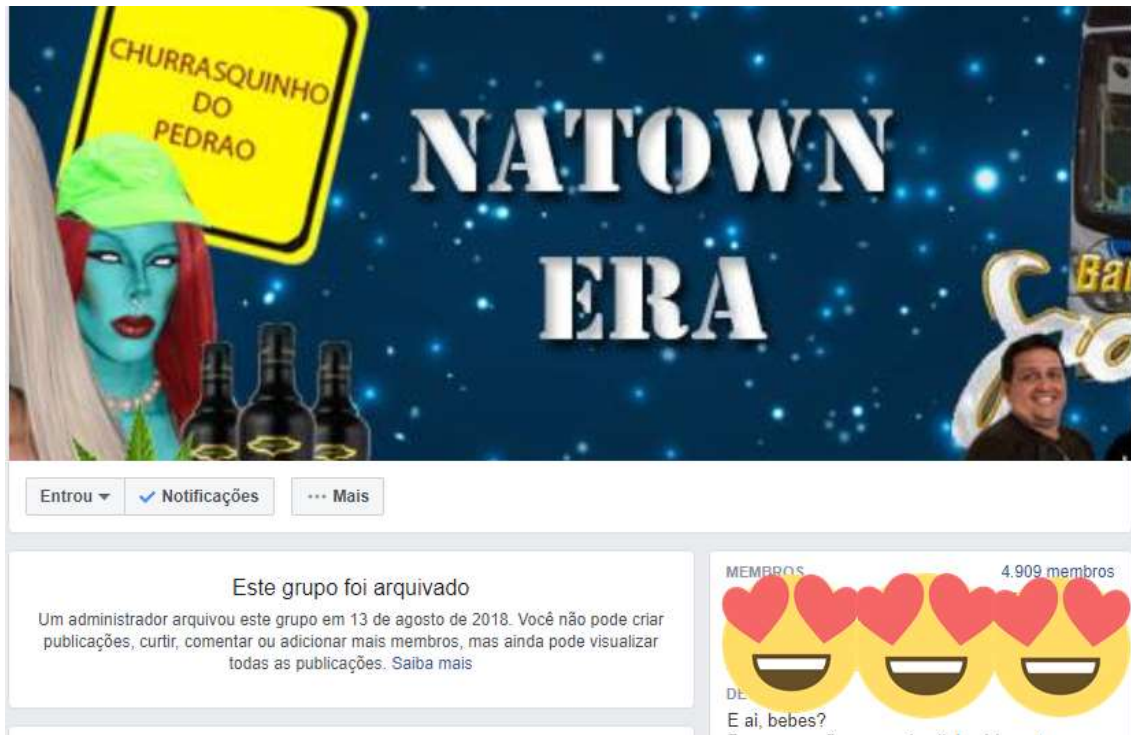 CHURRASQUINHO
DO
PEDRAO
NATOWN
ERA
Entrou
Notificações
Mais
Este grupo foi arquivado
Um administrador arquivou este grupo em 13 de agosto de 2018. Você não pode criar
publicações, curtir, comentar ou adicionar mais membros, mas ainda pode visualizar
todas as publicações. Saiba mais
MEMBROS
4.909 membros
E ai, bebes?